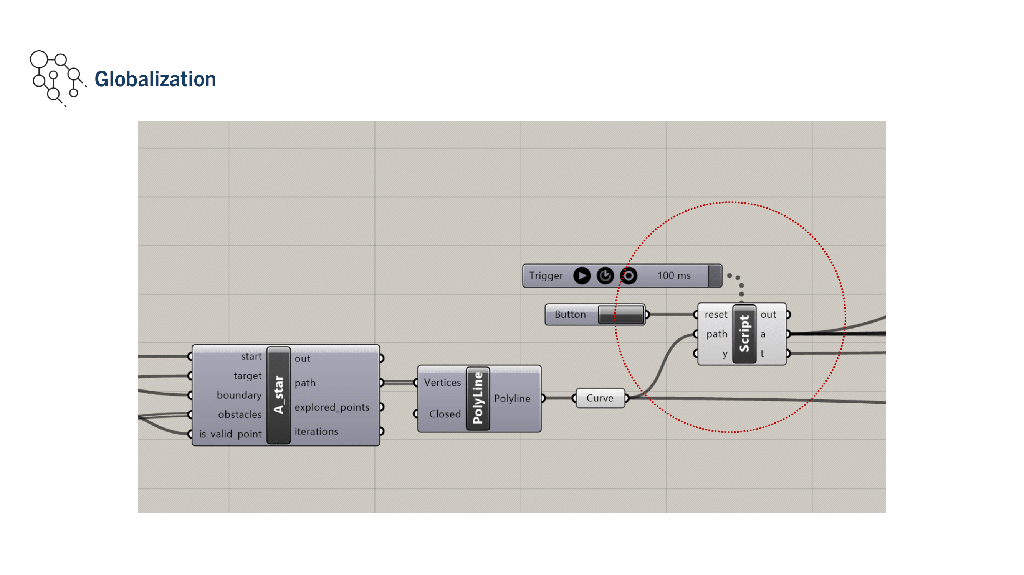 Globalization
Trigger 100 ms
Button
reset out
path Script a
y t
start out
target path
boundary A_star explored_points
obstacles iterations
is valid point
Vertices PolyLine Polyline
Closed
Curve